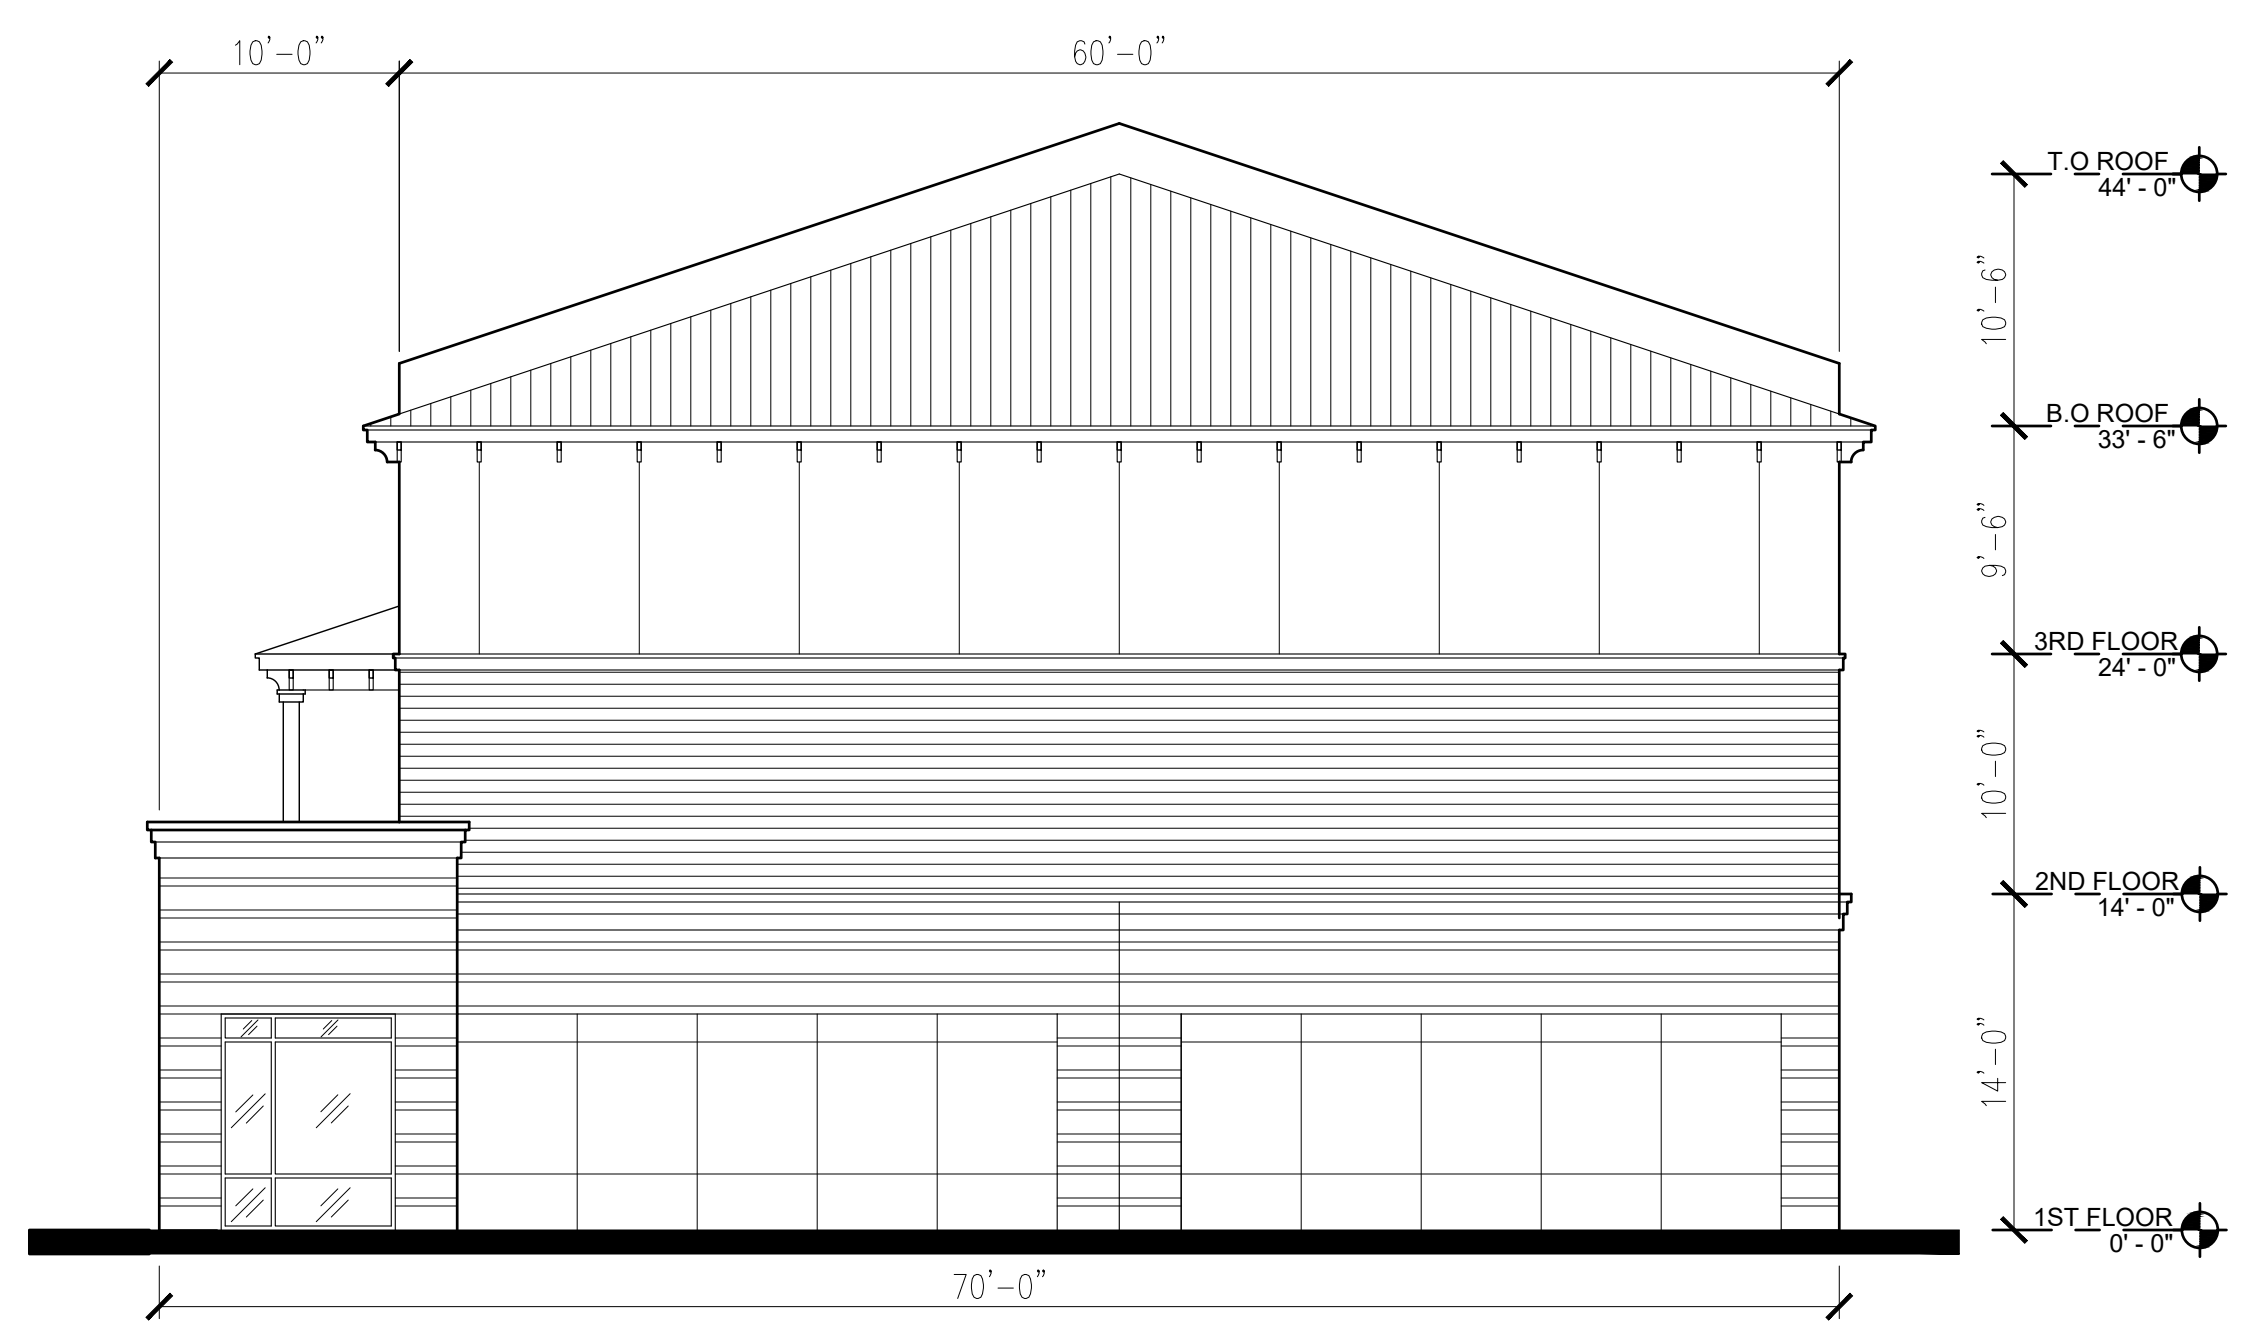 10'-0"
60'-0"
T.O ROOF
44' - 0"
10'-6"
B.O ROOF
33' - 6"
9'-6"
3RD FLOOR
24' - 0"
10'-0"
2ND FLOOR
14' - 0"
14'-0"
1ST FLOOR
0' - 0"
70'-0"